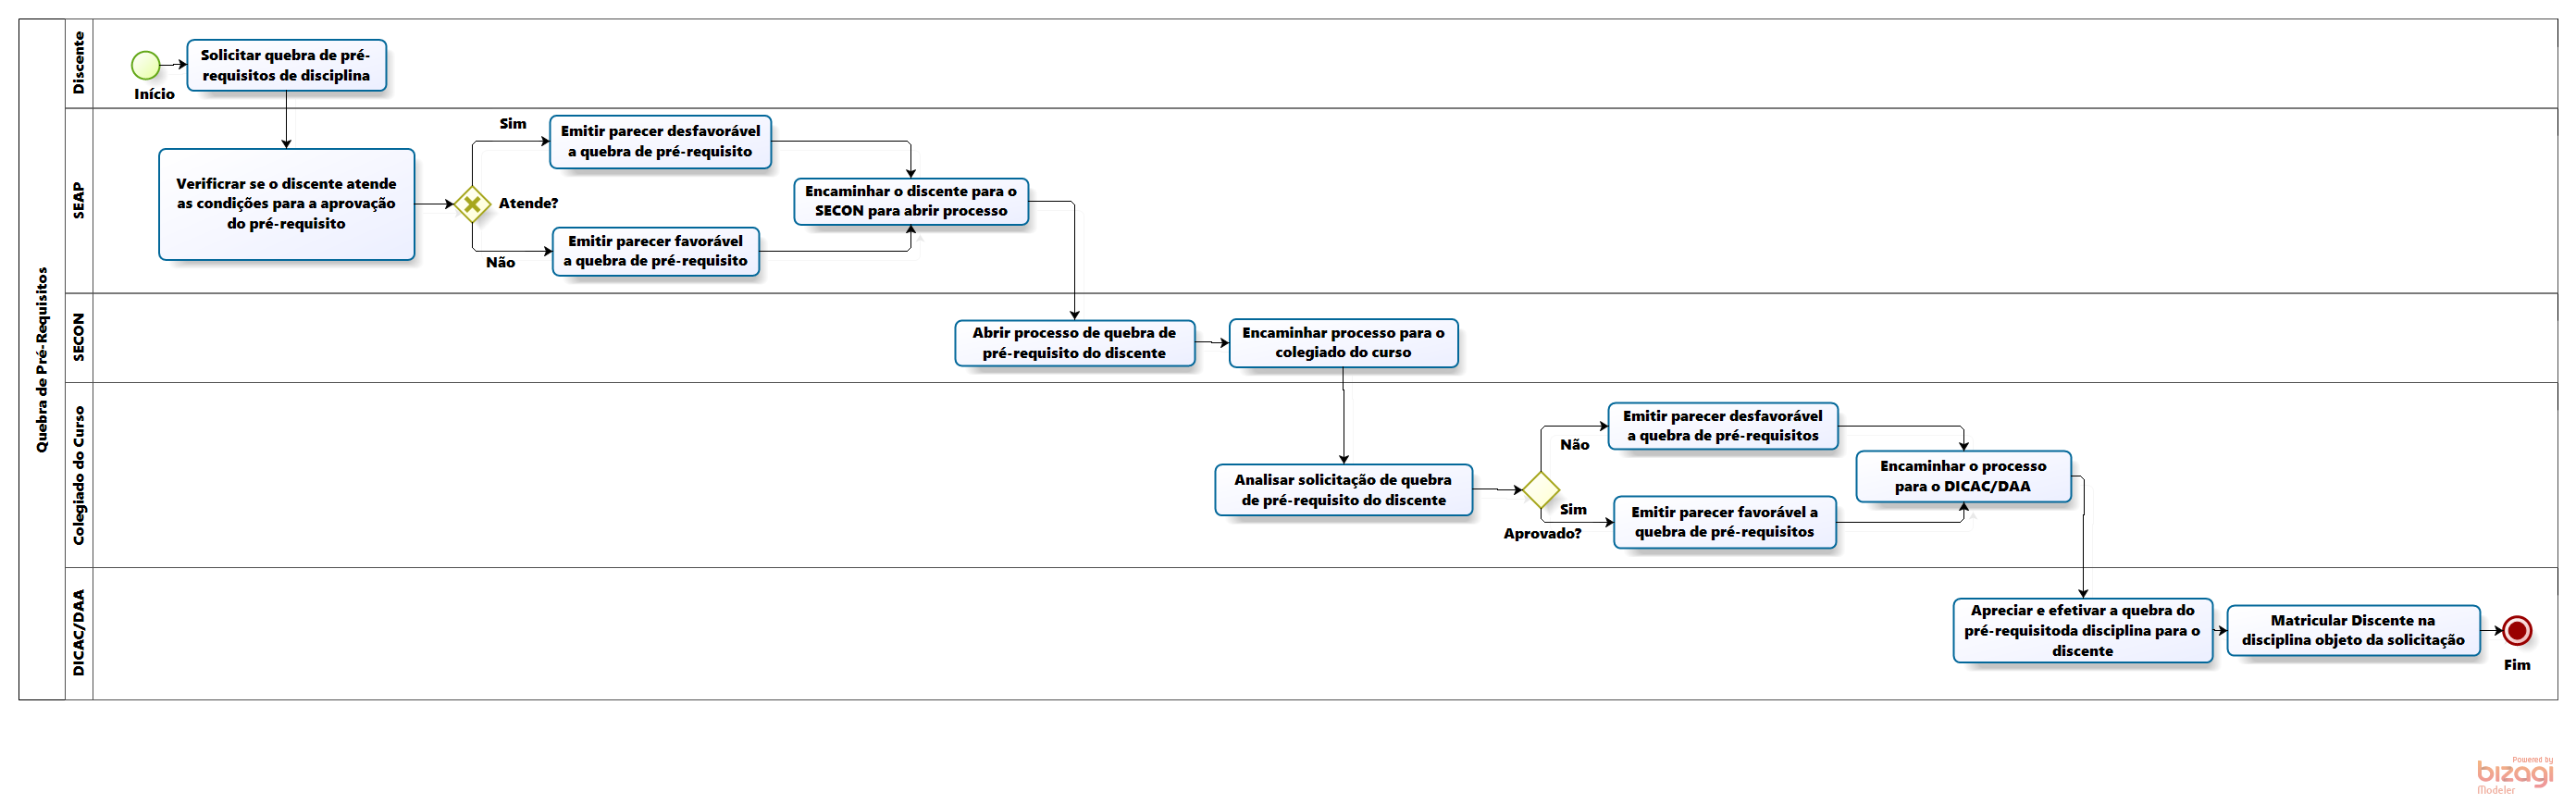 Quebra de Pré-Requisitos
Discente
Início
Solicitar quebra de pré-
requisitos de disciplina
SEAP
Verificrar se o discente atende
as condições para a aprovação
do pré-requisito
Atende?
Sim
Emitir parecer desfavorável
a quebra de pré-requisito
Não
Emitir parecer favorável
a quebra de pré-requisito
Encaminhar o discente para o
SECON para abrir processo
SECON
Abrir processo de quebra de
pré-requisito do discente
Encaminhar processo para o
colegiado do curso
Colegiado do Curso
Analisar solicitação de quebra
de pré-requisito do discente
Aprovado?
Não
Emitir parecer desfavorável
a quebra de pré-requisitos
Sim
Emitir parecer favorável a
quebra de pré-requisitos
Encaminhar o processo
para o DICAC/DAA
DICAC/DAA
Apreciar e efetivar a quebra do
pré-requisitoda disciplina para o
discente
Matricular Discente na
disciplina objeto da solicitação
Fim
Powered by
bizagi
Modeler